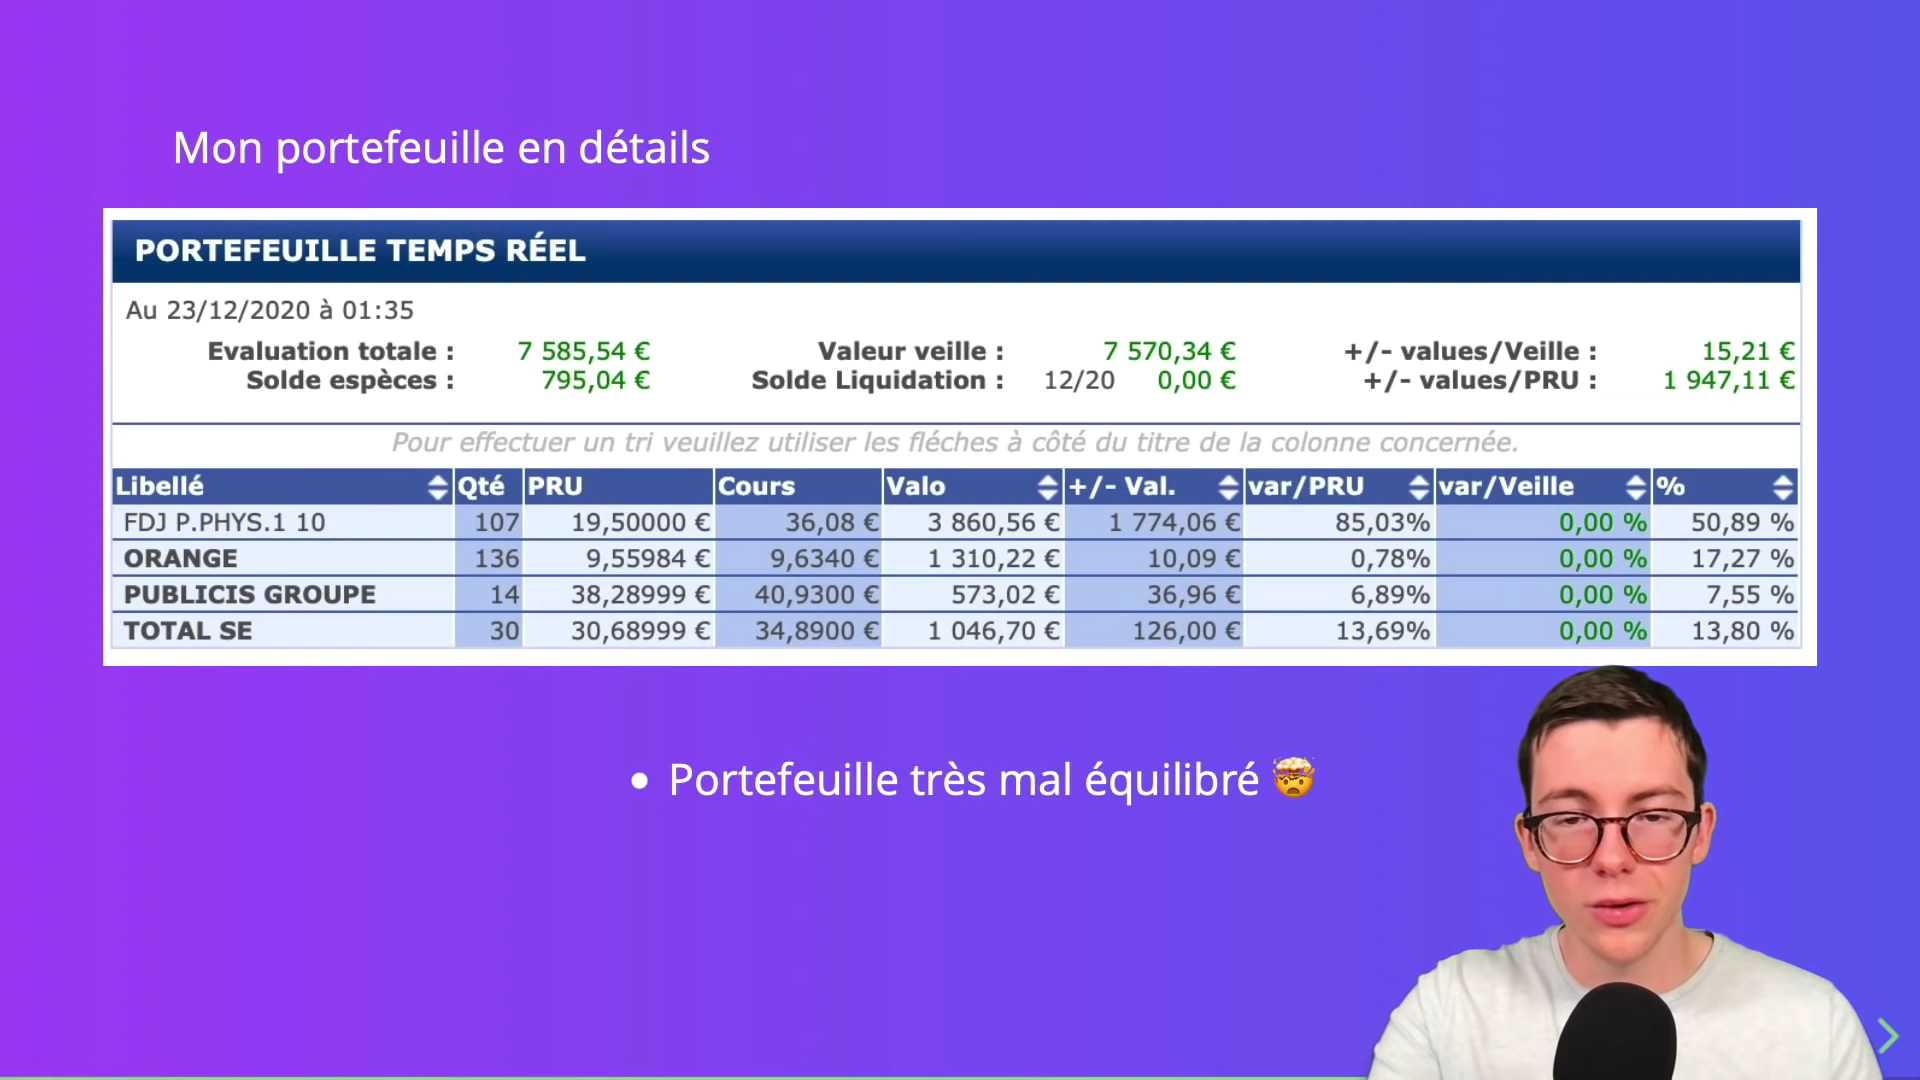 Mon portefeuille en détails
PORTEFEUILLE TEMPS RÉEL
Au 23/12/2020 à 01:35
Evaluation totale : 7 585,54 € Valeur veille : 7 570,34 € +/- values/Veille : 15,21 €
Solde espèces : 795,04 € Solde Liquidation : 12/20 0,00 € +/- values/PRU : 1 947,11 €
Pour effectuer un tri veuillez utiliser les fléches à côté du titre de la colonne concernée.
Libellé Qté PRU Cours Valo +/- Val. var/PRU var/Veille %
FDJ P.PHYS.1 10 107 19,50000 € 36,08 € 3 860,56 € 1 774,06 € 85,03% 0,00 % 50,89 %
ORANGE 136 9,55984 € 9,6340 € 1 310,22 € 10,09 € 0,78% 0,00 % 17,27 %
PUBLICIS GROUPE 14 38,28999 € 40,9300 € 573,02 € 36,96 € 6,89% 0,00 % 7,55 %
TOTAL SE 30 30,68999 € 34,8900 € 1 046,70 € 126,00 € 13,69% 0,00 % 13,80 %
• Portefeuille très mal équilibré 🤯